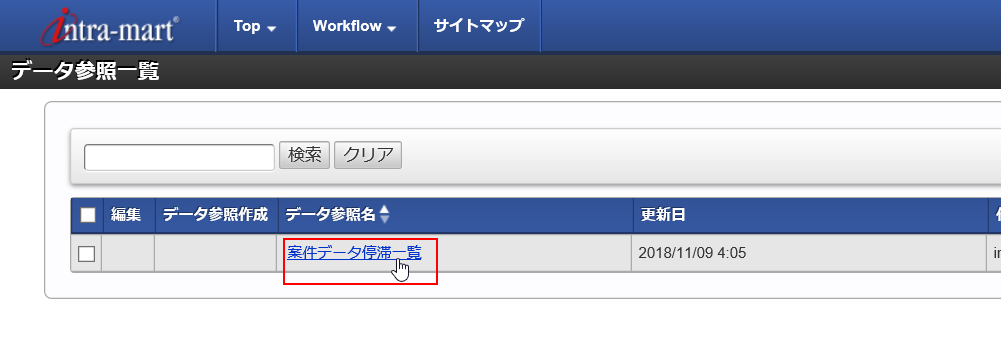 intra-mart® Top Workflow サイトマップ
データ参照一覧
検索 クリア
編集 データ参照作成 データ参照名 更新日
案件データ停滞一覧 2018/11/09 4:05